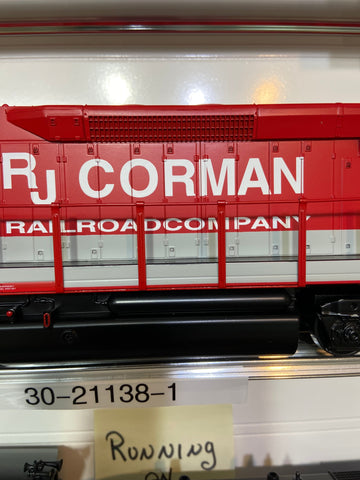 RJ CORMAN
RAILROADCOMPANY
30-21138-1
RUNNING